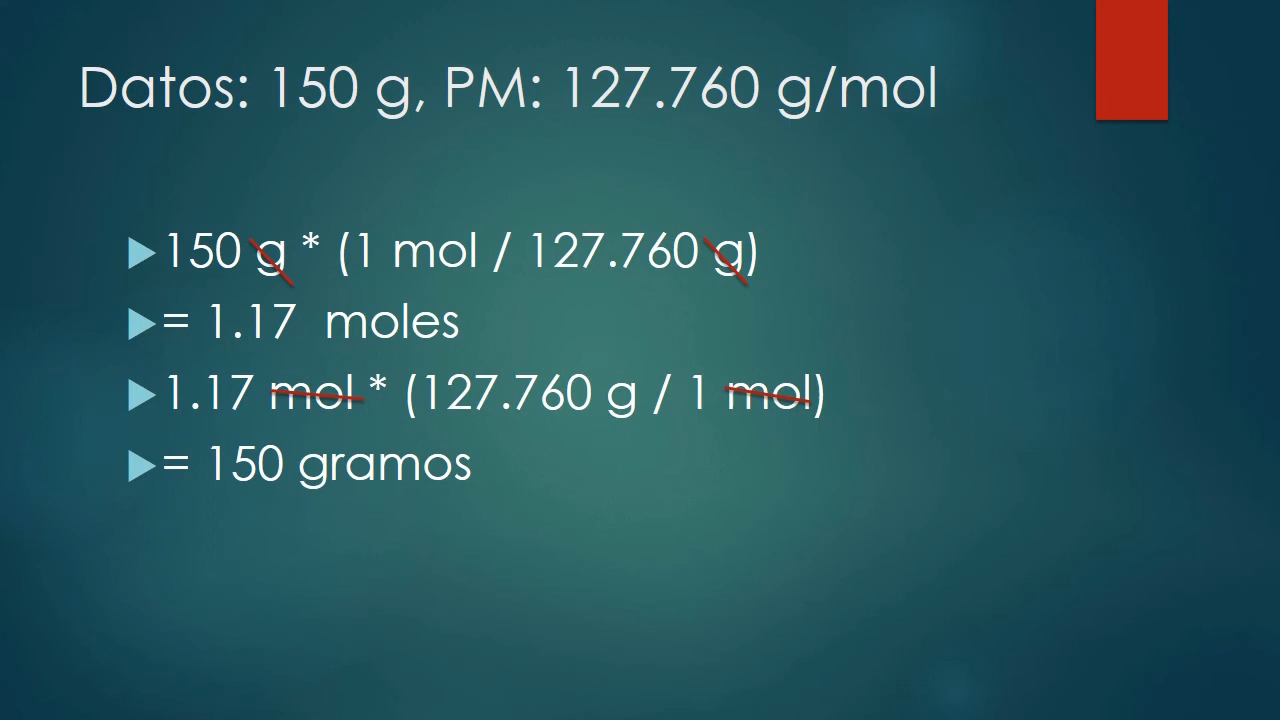 Datos: 150 g, PM: 127.760 g/mol
150 g * (1 mol / 127.760 g)
= 1.17 moles
1.17 mol * (127.760 g / 1 mol)
= 150 gramos